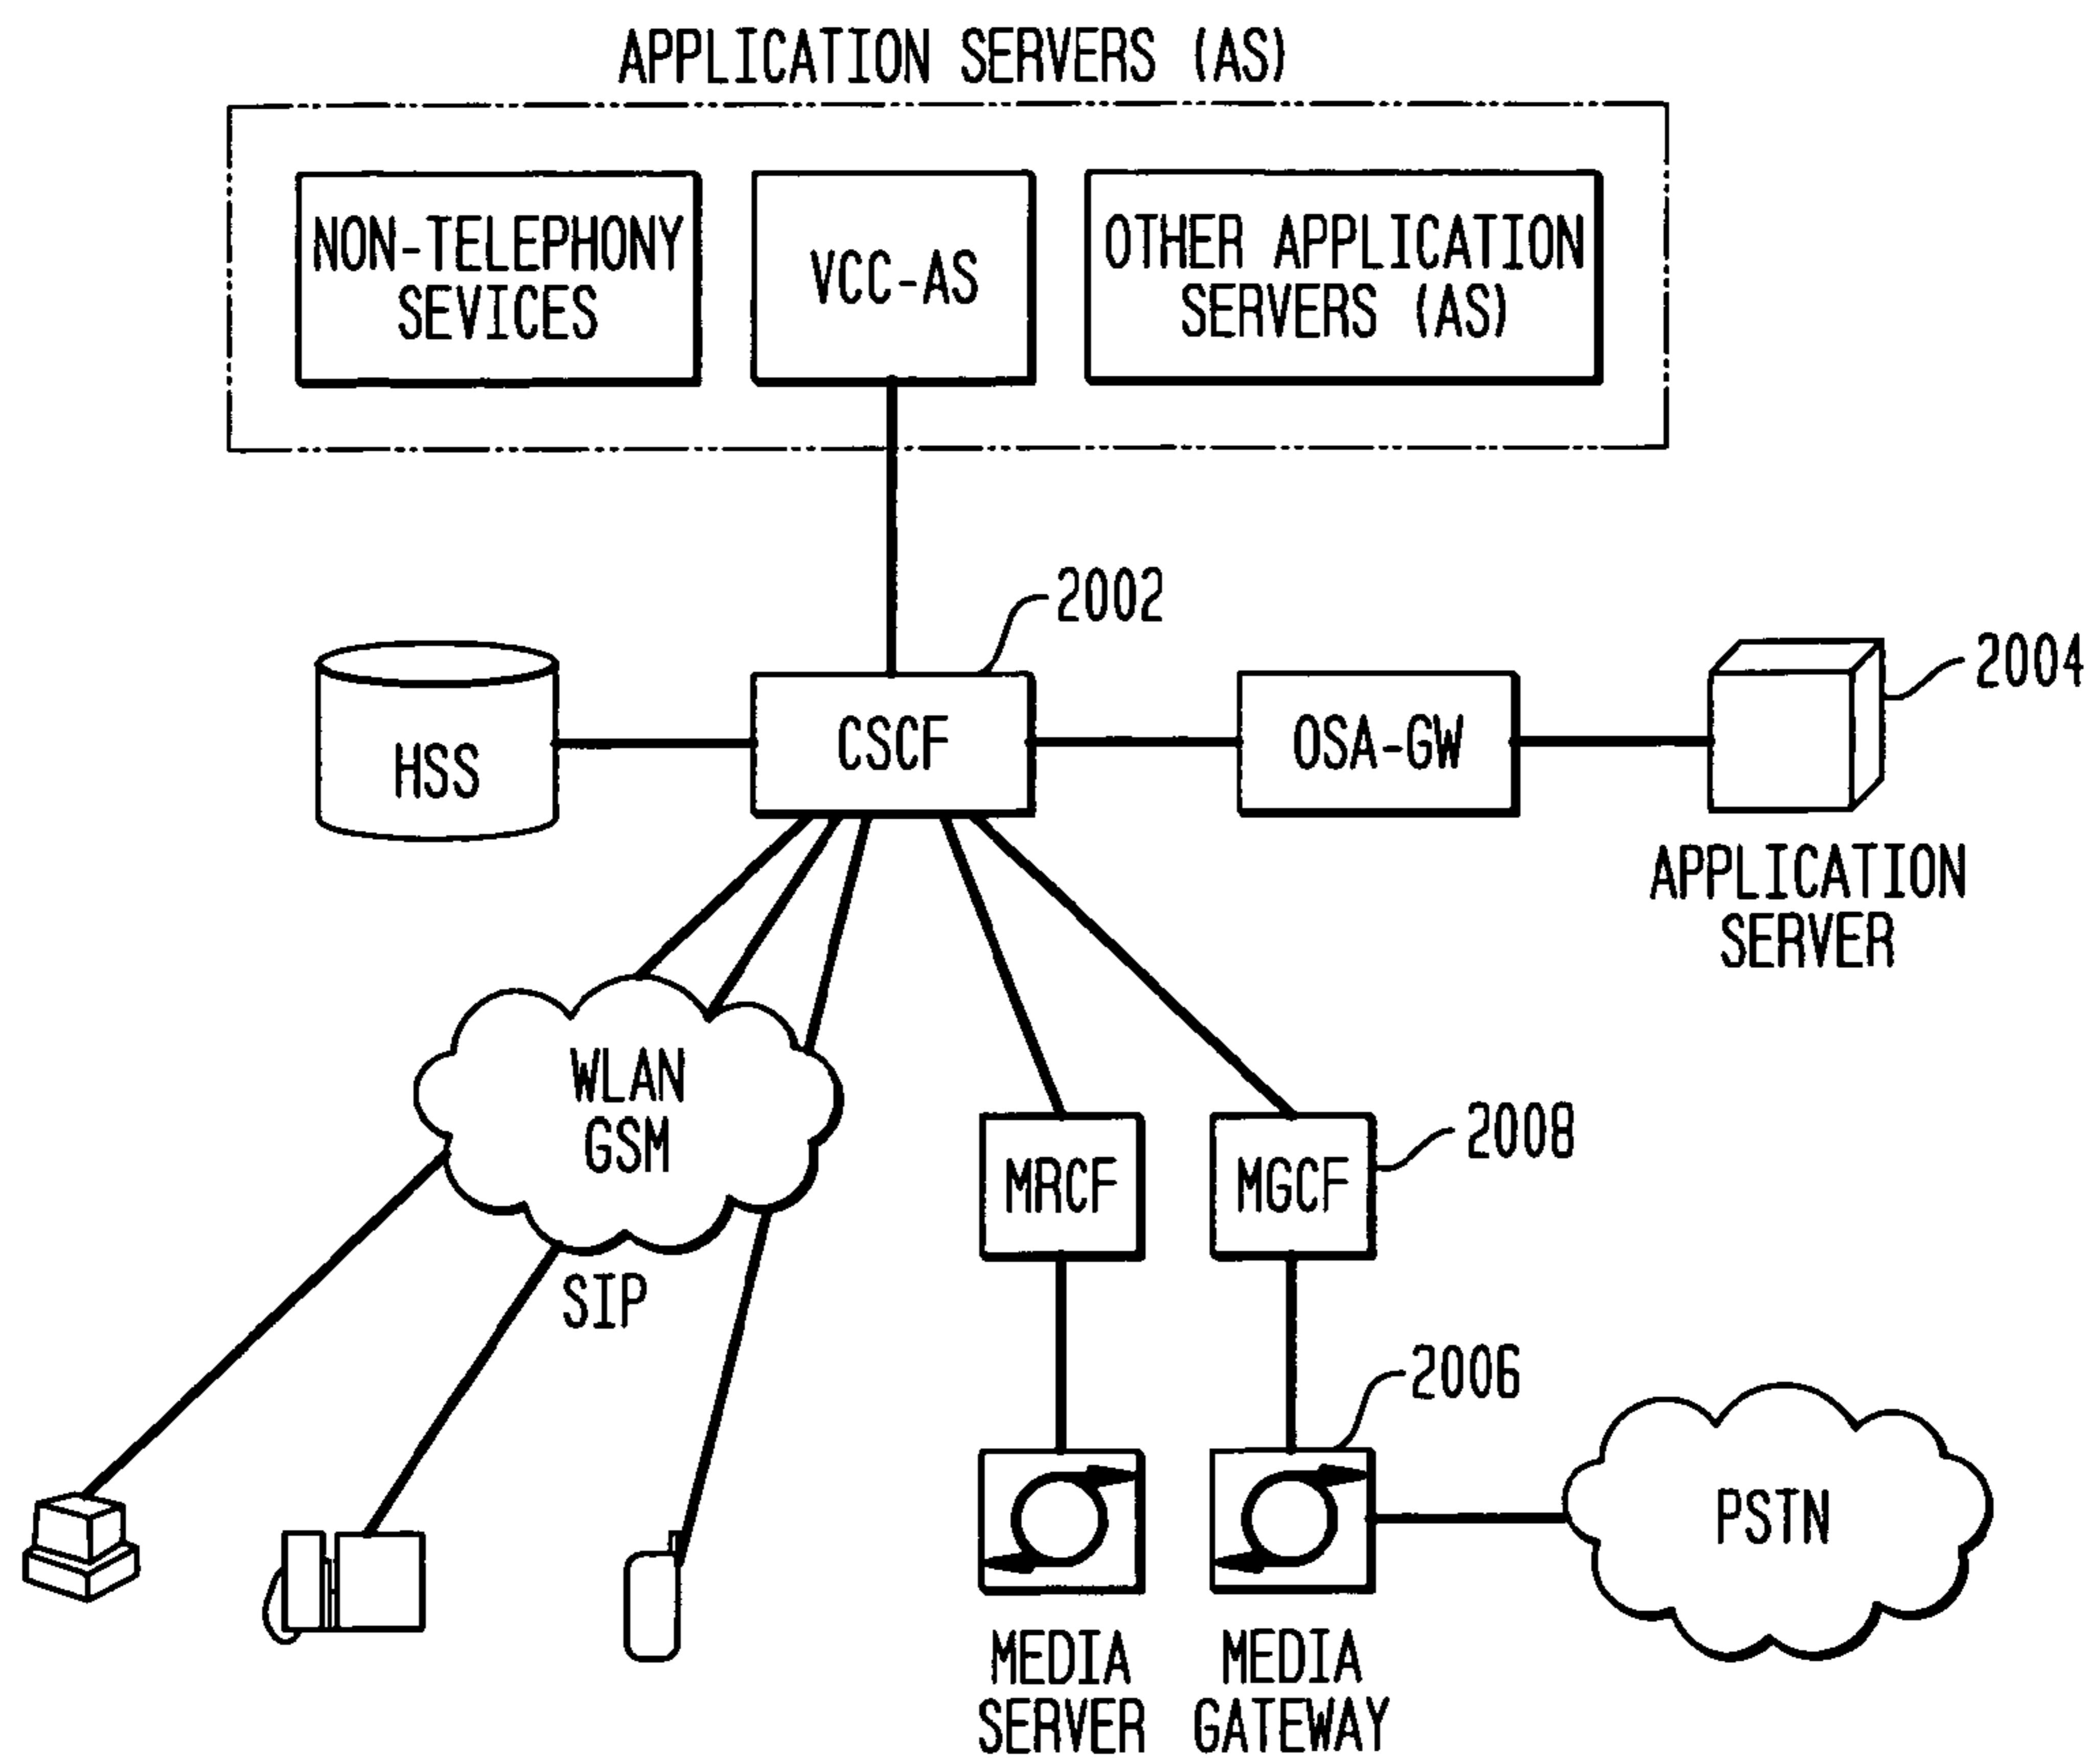 APPLICATION SERVERS (AS)
NON-TELEPHONY
SEVICES
VCC-AS
OTHER APPLICATION
SERVERS (AS)
2002
2004
HSS
CSCF
OSA-GW
APPLICATION
SERVER
WLAN
GSM
SIP
MRCF
MGCF
2008
2006
PSTN
MEDIA
SERVER
MEDIA
GATEWAY